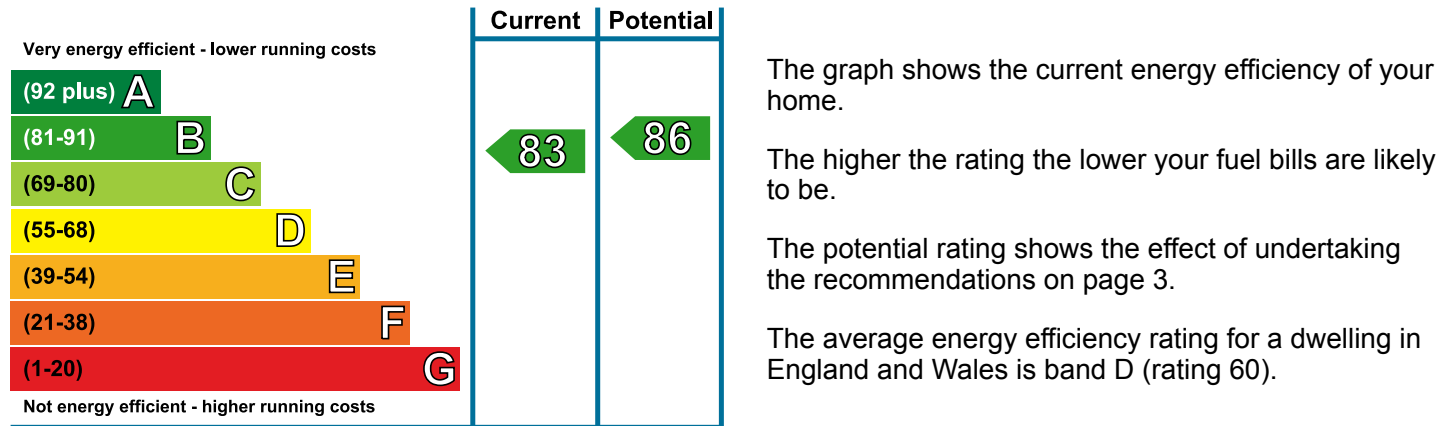 Current Potential
Very energy efficient - lower running costs
(92 plus) A
(81-91) B
83 86
(69-80) C
(55-68) D
(39-54) E
(21-38) F
(1-20) G
Not energy efficient - higher running costs
The graph shows the current energy efficiency of your
home.
The higher the rating the lower your fuel bills are likely
to be.
The potential rating shows the effect of undertaking
the recommendations on page 3.
The average energy efficiency rating for a dwelling in
England and Wales is band D (rating 60).